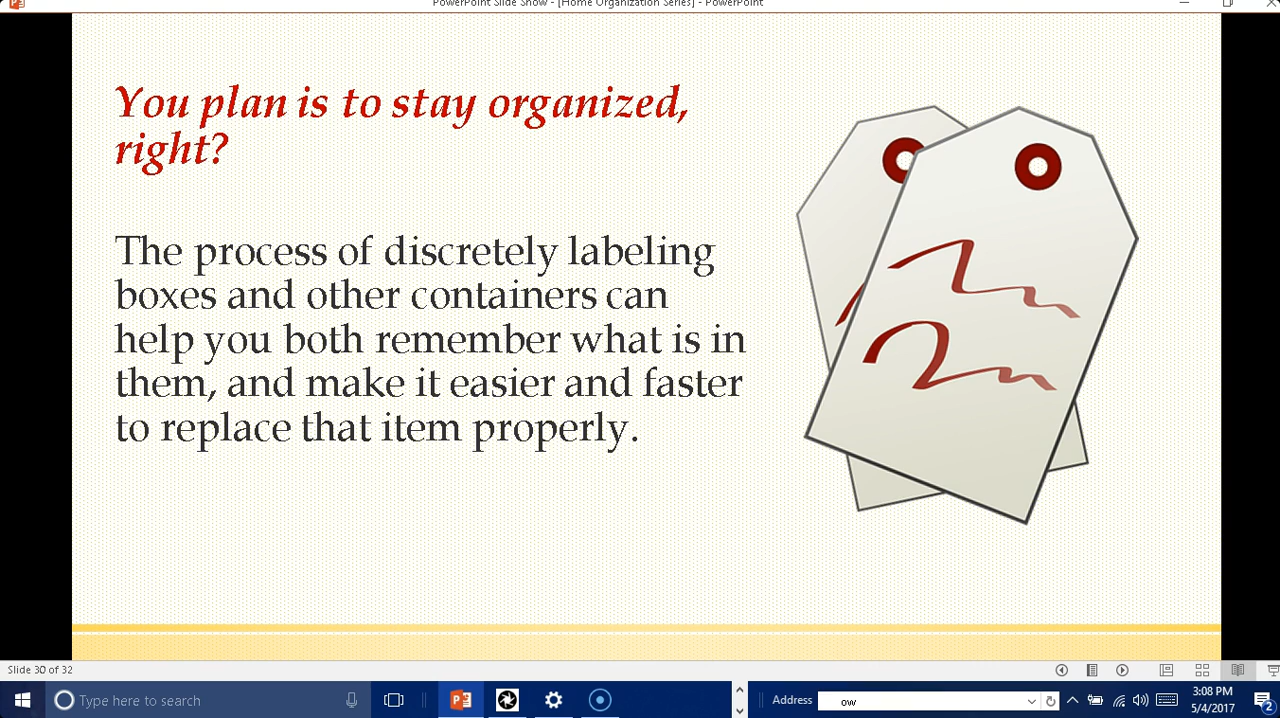 PowerPoint Slide Show - [Home Organization Series] - PowerPoint
You plan is to stay organized,
right?
The process of discretely labeling
boxes and other containers can
help you both remember what is in
them, and make it easier and faster
to replace that item properly.
Slide 30 of 32
Type here to search
Address
ow
3:08 PM
5/4/2017
2